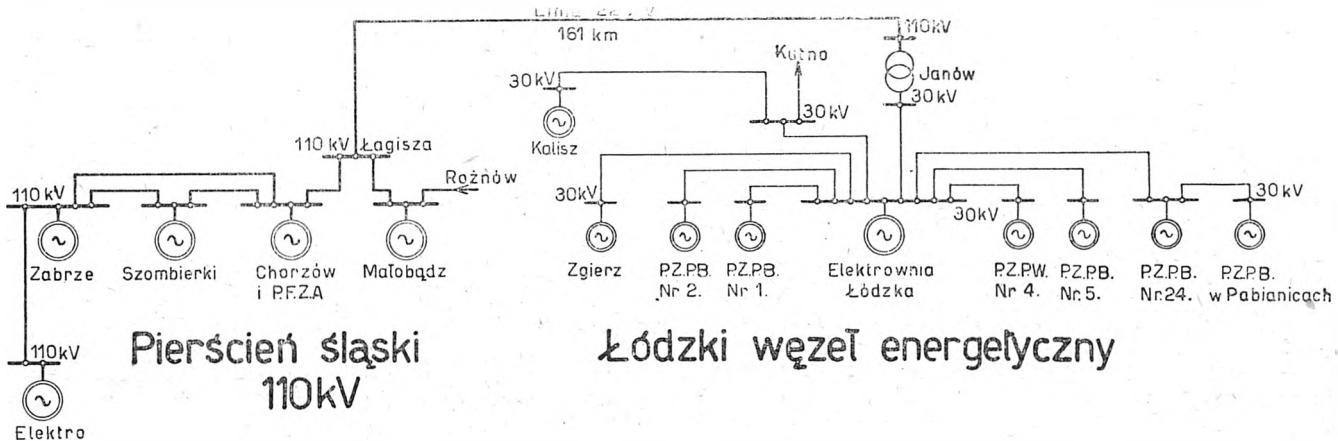 161 km
110kV
Kutno
Janów
30kV
30kV
30kV
Kalisz
110 kV Łagisza
Rożnów
110kV
30kV
30kV
30kV
Zabrze
Szombierki
Chorzów
i P.F.Z.A
Małobądz
Zgierz
P.Z.P.B.
Nr 2.
P.Z.P.B.
Nr 1.
Elektrownia
Łódzka
P.Z.P.W.
Nr 4.
P.Z.P.B.
Nr.5.
P.Z.P.B.
Nr.24.
P.Z.P.B.
w Pabianicach
Pierścień śląski
110kV
Łódzki węzeł energetyczny
110kV
Elektro